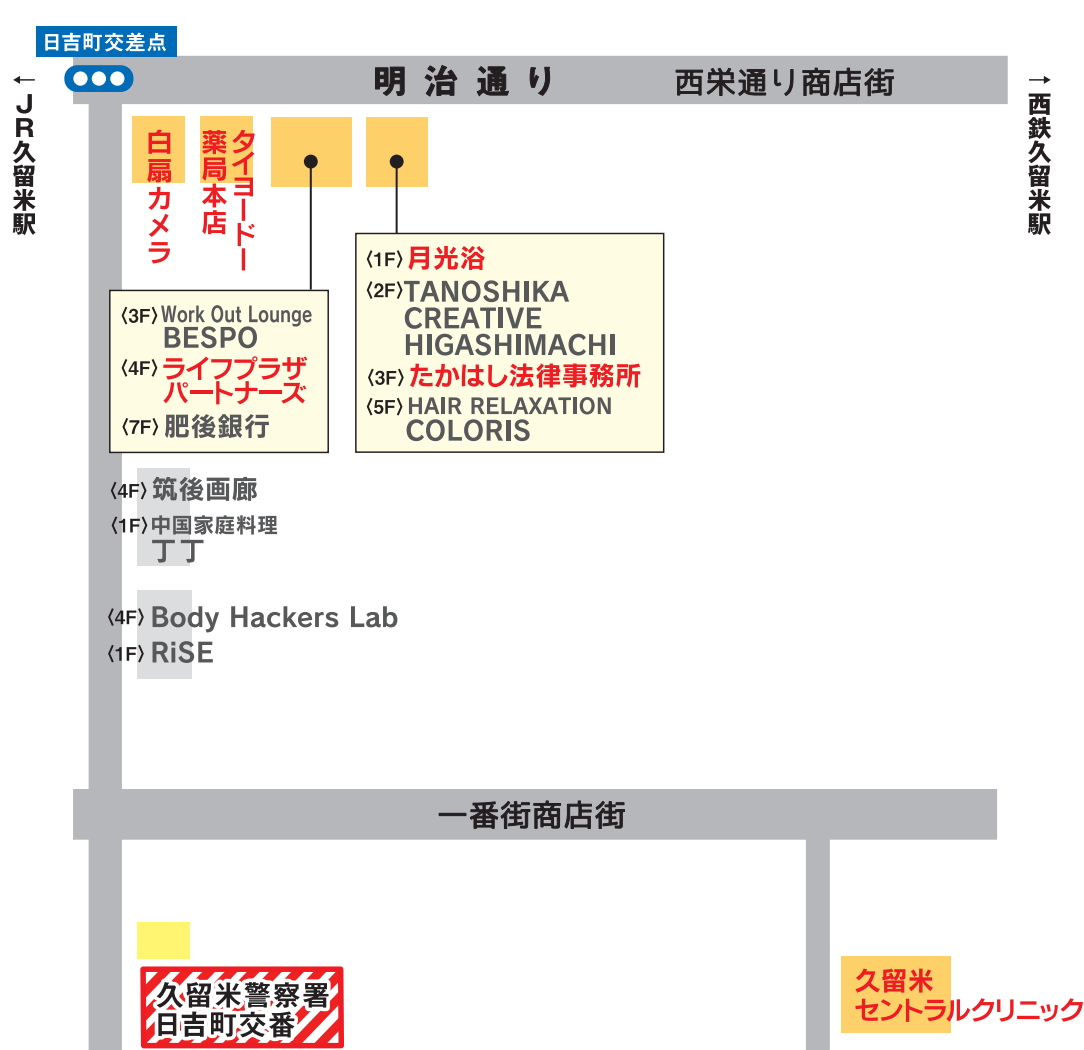 日吉町交差点
明治通り 西栄通り商店街
←JR久留米駅
→西鉄久留米駅
白扇カメラ
タイヨードー
薬局本店
〈3F〉Work Out Lounge
BESPO
〈4F〉ライフプラザ
パートナーズ
〈7F〉肥後銀行
〈1F〉月光浴
〈2F〉TANOSHIKA
CREATIVE
HIGASHIMACHI
〈3F〉たかはし法律事務所
〈5F〉HAIR RELAXATION
COLORIS
〈4F〉筑後画廊
〈1F〉中国家庭料理
丁丁
〈4F〉Body Hackers Lab
〈1F〉RiSE
一番街商店街
久留米警察署
日吉町交番
久留米
セントラルクリニック